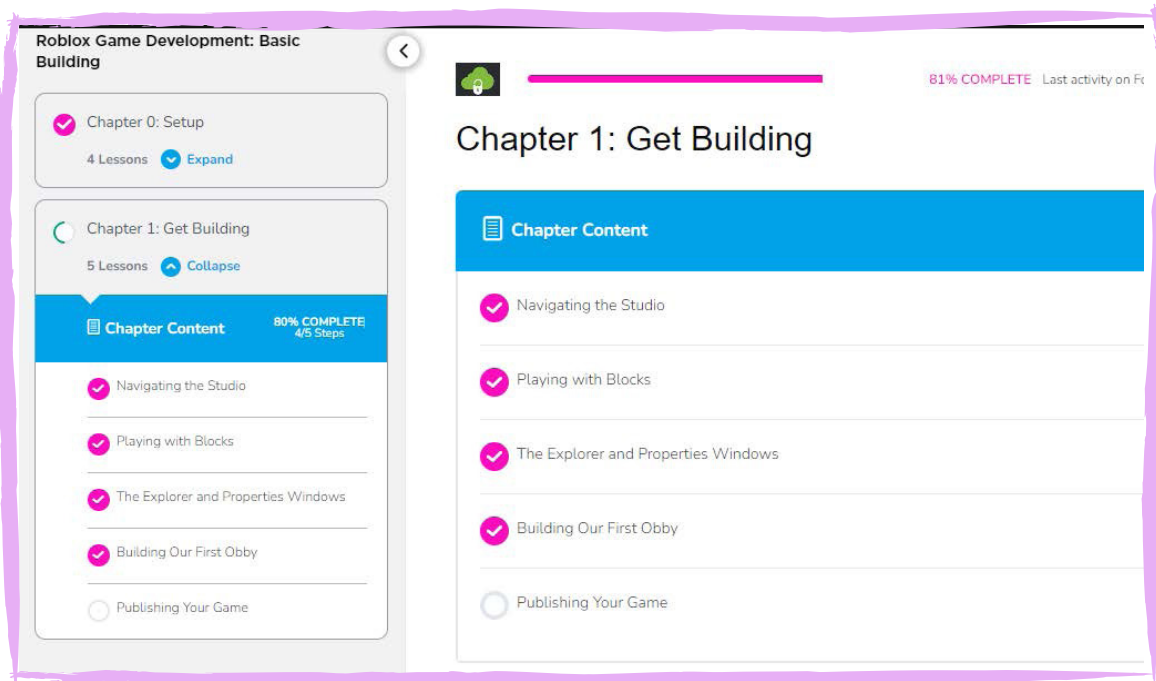 Roblox Game Development: Basic
Building
Chapter 0: Setup
4 Lessons Expand
Chapter 1: Get Building
5 Lessons Collapse
Chapter Content
80% COMPLETE
4/5 Steps
Navigating the Studio
Playing with Blocks
The Explorer and Properties Windows
Building Our First Obby
Publishing Your Game
81% COMPLETE Last activity on
Chapter 1: Get Building
Chapter Content
Navigating the Studio
Playing with Blocks
The Explorer and Properties Windows
Building Our First Obby
Publishing Your Game